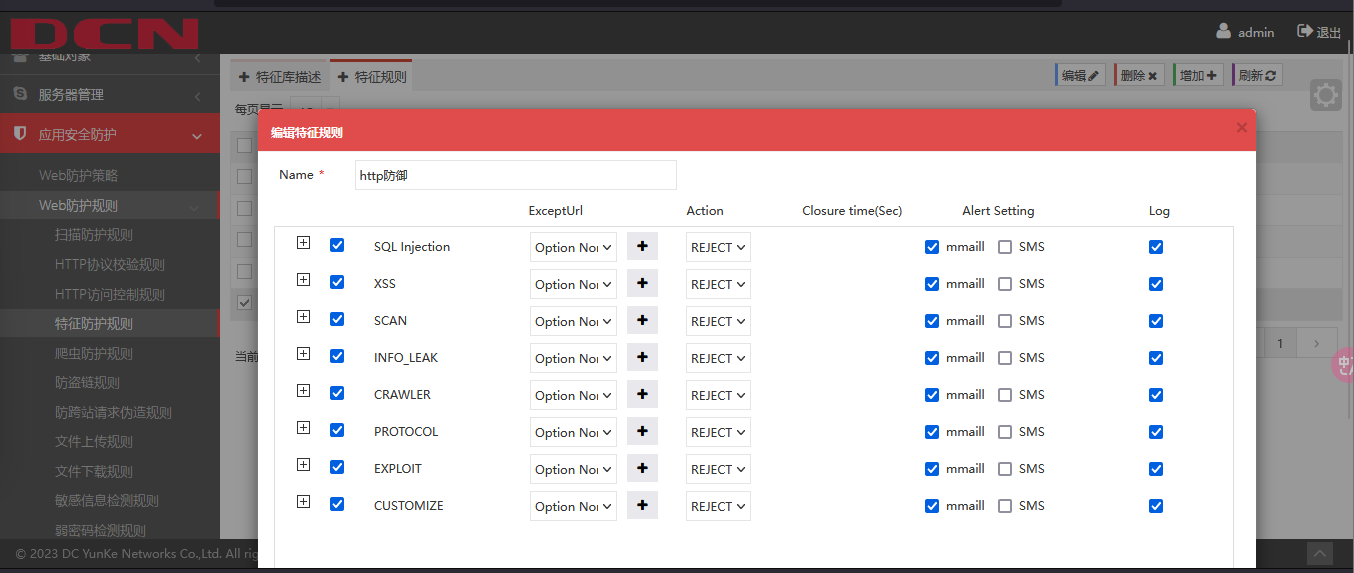 DCN
admin
退出
基础对象
服务器管理
应用安全防护
Web防护策略
Web防护规则
扫描防护规则
HTTP协议校验规则
HTTP访问控制规则
特征防护规则
爬虫防护规则
防盗链规则
防跨站请求伪造规则
文件上传规则
文件下载规则
敏感信息检测规则
弱密码检测规则
特征库描述
特征规则
编辑
删除
增加
刷新
每页显示
编辑特征规则
Name *
http防御
ExceptUrl Action Closure time(Sec) Alert Setting Log
SQL Injection Option Nor REJECT mmaill SMS
XSS Option Nor REJECT mmaill SMS
SCAN Option Nor REJECT mmaill SMS
INFO_LEAK Option Nor REJECT mmaill SMS
CRAWLER Option Nor REJECT mmaill SMS
PROTOCOL Option Nor REJECT mmaill SMS
EXPLOIT Option Nor REJECT mmaill SMS
CUSTOMIZE Option Nor REJECT mmaill SMS
当前
1
© 2023 DC YunKe Networks Co.,Ltd. All rig